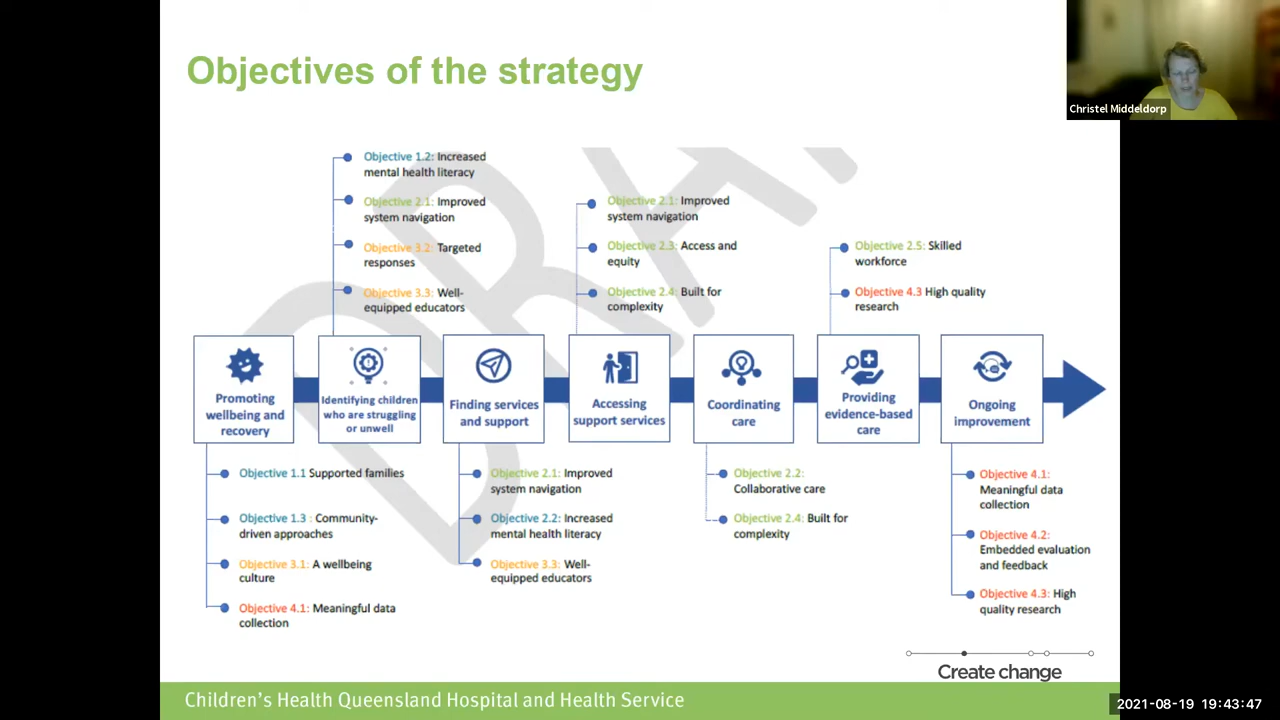 Objectives of the strategy
Christel Middeldorp
DRA
Objective 1.2: Increased
mental health literacy
Objective 2.1: Improved
system navigation
Objective 3.2: Targeted
responses
Objective 3.3: Well-
equipped educators
Objective 2.1: Improved
system navigation
Objective 2.3: Access and
equity
Objective 2.4: Built for
complexity
Objective 2.5: Skilled
workforce
Objective 4.3 High quality
research
Promoting
wellbeing and
recovery
Identifying children
who are struggling
or unwell
Finding services
and support
Accessing
support services
Coordinating
care
Providing
evidence-based
care
Ongoing
improvement
Objective 1.1 Supported families
Objective 1.3 : Community-
driven approaches
Objective 3.1: A wellbeing
culture
Objective 4.1: Meaningful data
collection
Objective 2.1: Improved
system navigation
Objective 2.2: Increased
mental health literacy
Objective 3.3: Well-
equipped educators
Objective 2.2:
Collaborative care
Objective 2.4: Built for
complexity
Objective 4.1:
Meaningful data
collection
Objective 4.2:
Embedded evaluation
and feedback
Objective 4.3: High
quality research
Create change
Children's Health Queensland Hospital and Health Service
2021-08-19 19:43:47